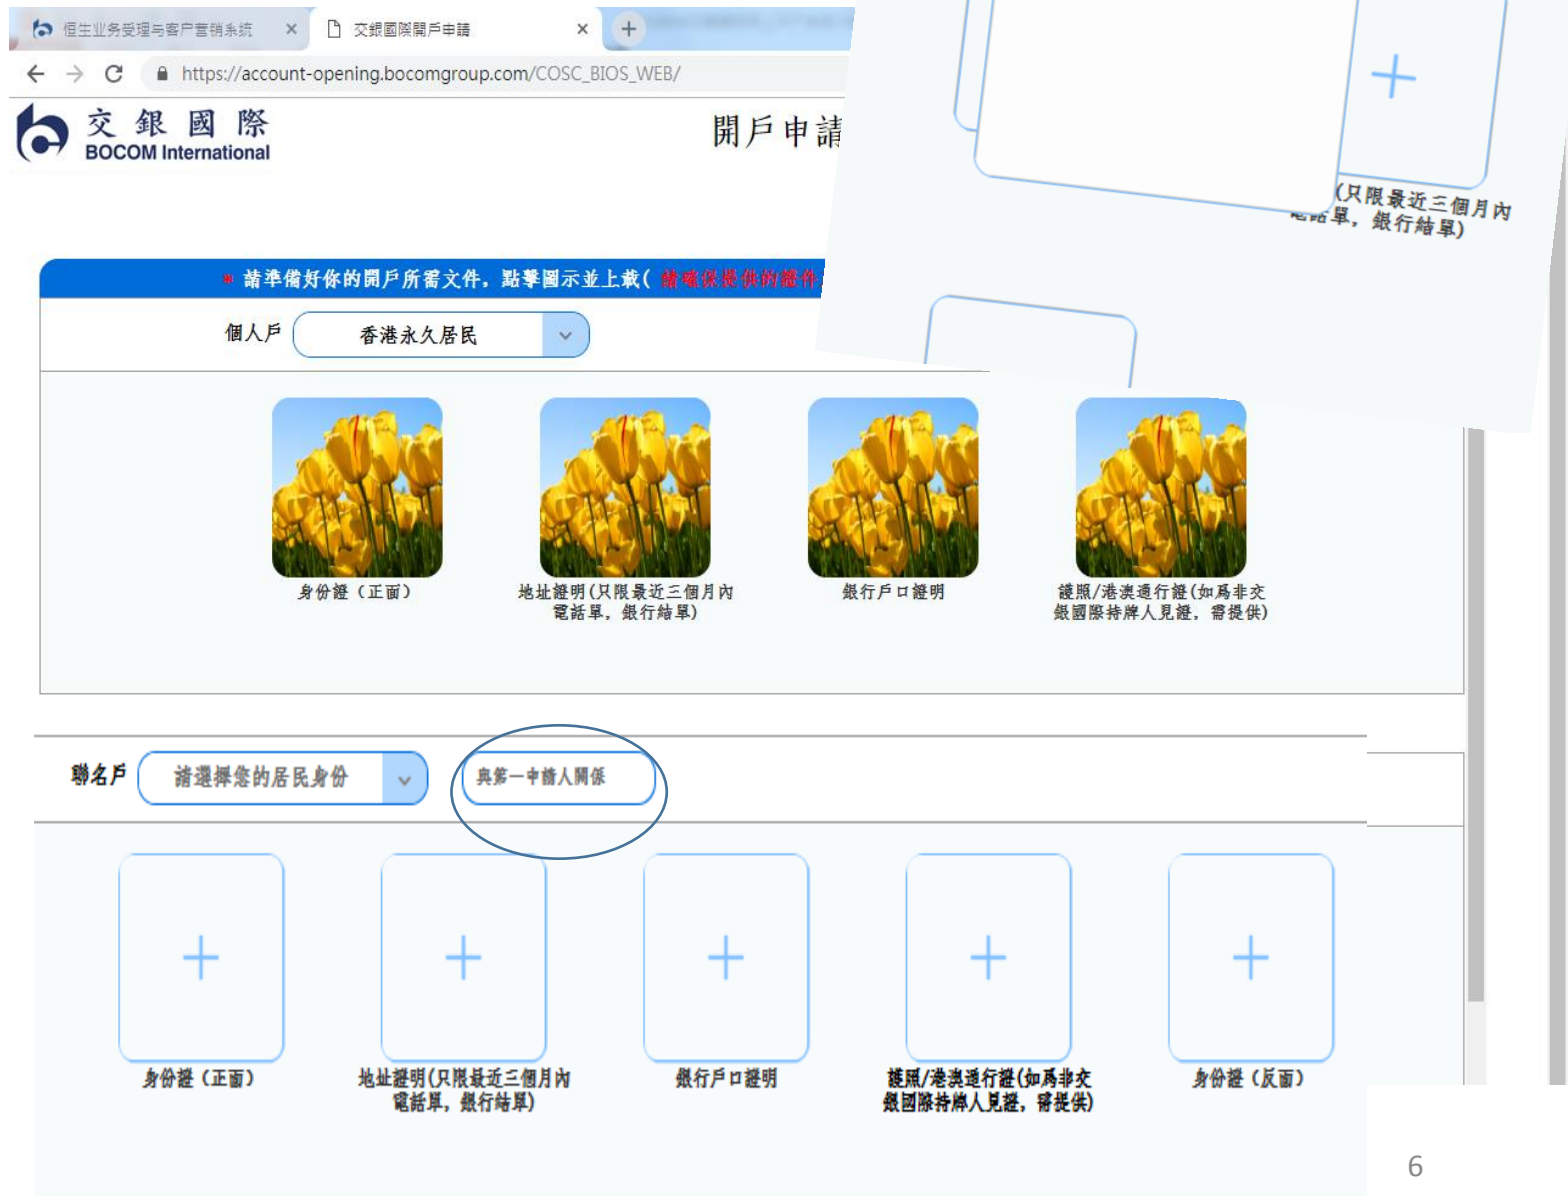 恒生业务受理与客户营销系统
交銀國際開戶申請
https://account-opening.bocomgroup.com/COSC_BIOS_WEB/
交銀國際
BOCOM International
開戶申請
(只限最近三個月內
電話單, 銀行結單)
* 請準備好你的開戶所需文件, 點擊圖示並上載( 請確保提供的證件
個人戶
香港永久居民
身份證 (正面)
地址證明(只限最近三個月內
電話單, 銀行結單)
銀行戶口證明
護照/港澳通行證(如爲非交
銀國際持牌人見證, 需提供)
聯名戶
請選擇您的居民身份
與第一申請人關係
身份證 (正面)
地址證明(只限最近三個月內
電話單, 銀行結單)
銀行戶口證明
護照/港澳通行證(如爲非交
銀國際持牌人見證, 需提供)
身份證 (反面)
6